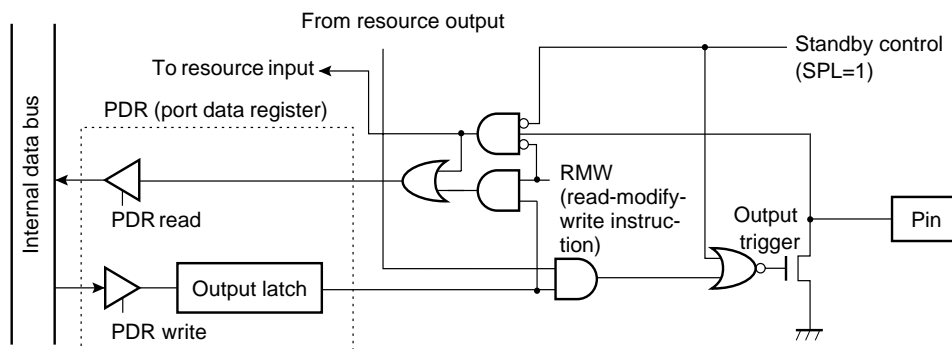 From resource output
Standby control
(SPL=1)
To resource input
PDR (port data register)
Internal data bus
RMW
(read-modify-
write instruc-
tion)
PDR read
Output
trigger
Pin
Output latch
PDR write